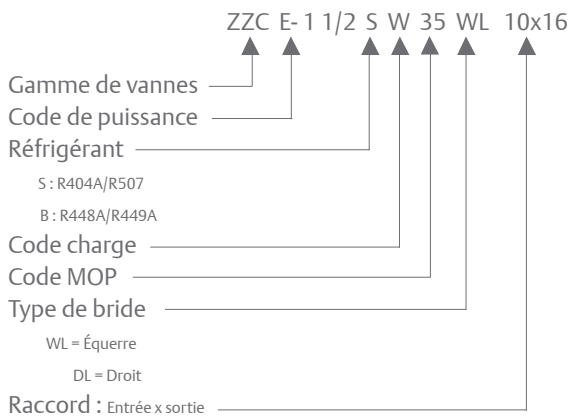 ZZC E- 1 1/2 S W 35 WL 10x16
Gamme de vannes
Code de puissance
Réfrigérant
S : R404A/R507
B : R448A/R449A
Code charge
Code MOP
Type de bride
WL = Équerre
DL = Droit
Raccord : Entrée x sortie